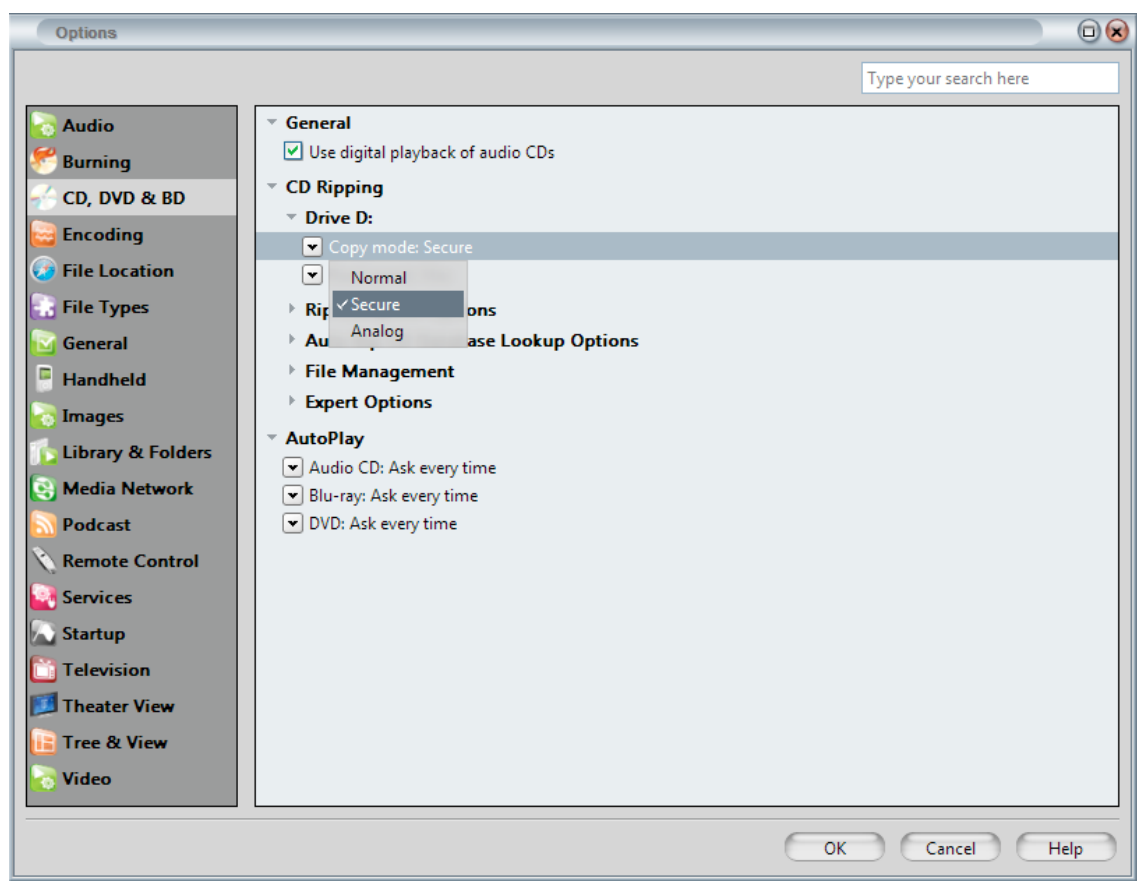 Options
Type your search here
Audio
Burning
CD, DVD & BD
Encoding
File Location
File Types
General
Handheld
Images
Library & Folders
Media Network
Podcast
Remote Control
Services
Startup
Television
Theater View
Tree & View
Video
General
Use digital playback of audio CDs
CD Ripping
Drive D:
Copy mode: Secure
Normal
Secure
Analog
ase Lookup Options
File Management
Expert Options
AutoPlay
Audio CD: Ask every time
Blu-ray: Ask every time
DVD: Ask every time
OK
Cancel
Help